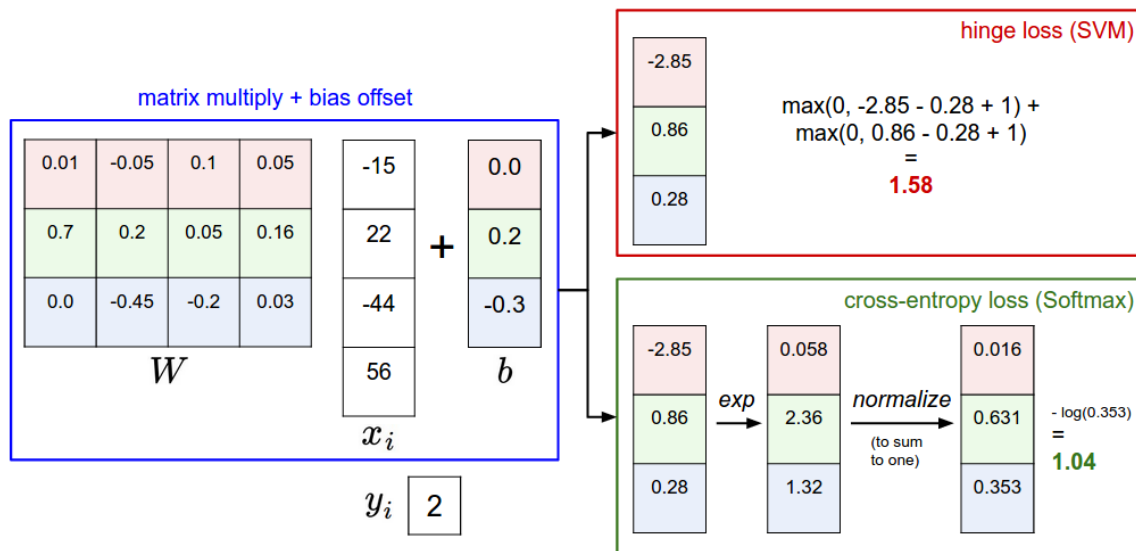 matrix multiply + bias offset
0.01 -0.05 0.1 0.05
0.7 0.2 0.05 0.16
0.0 -0.45 -0.2 0.03
W
-15
22
-44
56
x_i
+
0.0
0.2
-0.3
b
y_i 2
hinge loss (SVM)
-2.85
0.86
0.28
max(0, -2.85 - 0.28 + 1) +
max(0, 0.86 - 0.28 + 1)
=
1.58
cross-entropy loss (Softmax)
-2.85
0.86
0.28
exp
0.058
2.36
1.32
normalize
(to sum
to one)
0.016
0.631
0.353
- log(0.353)
=
1.04